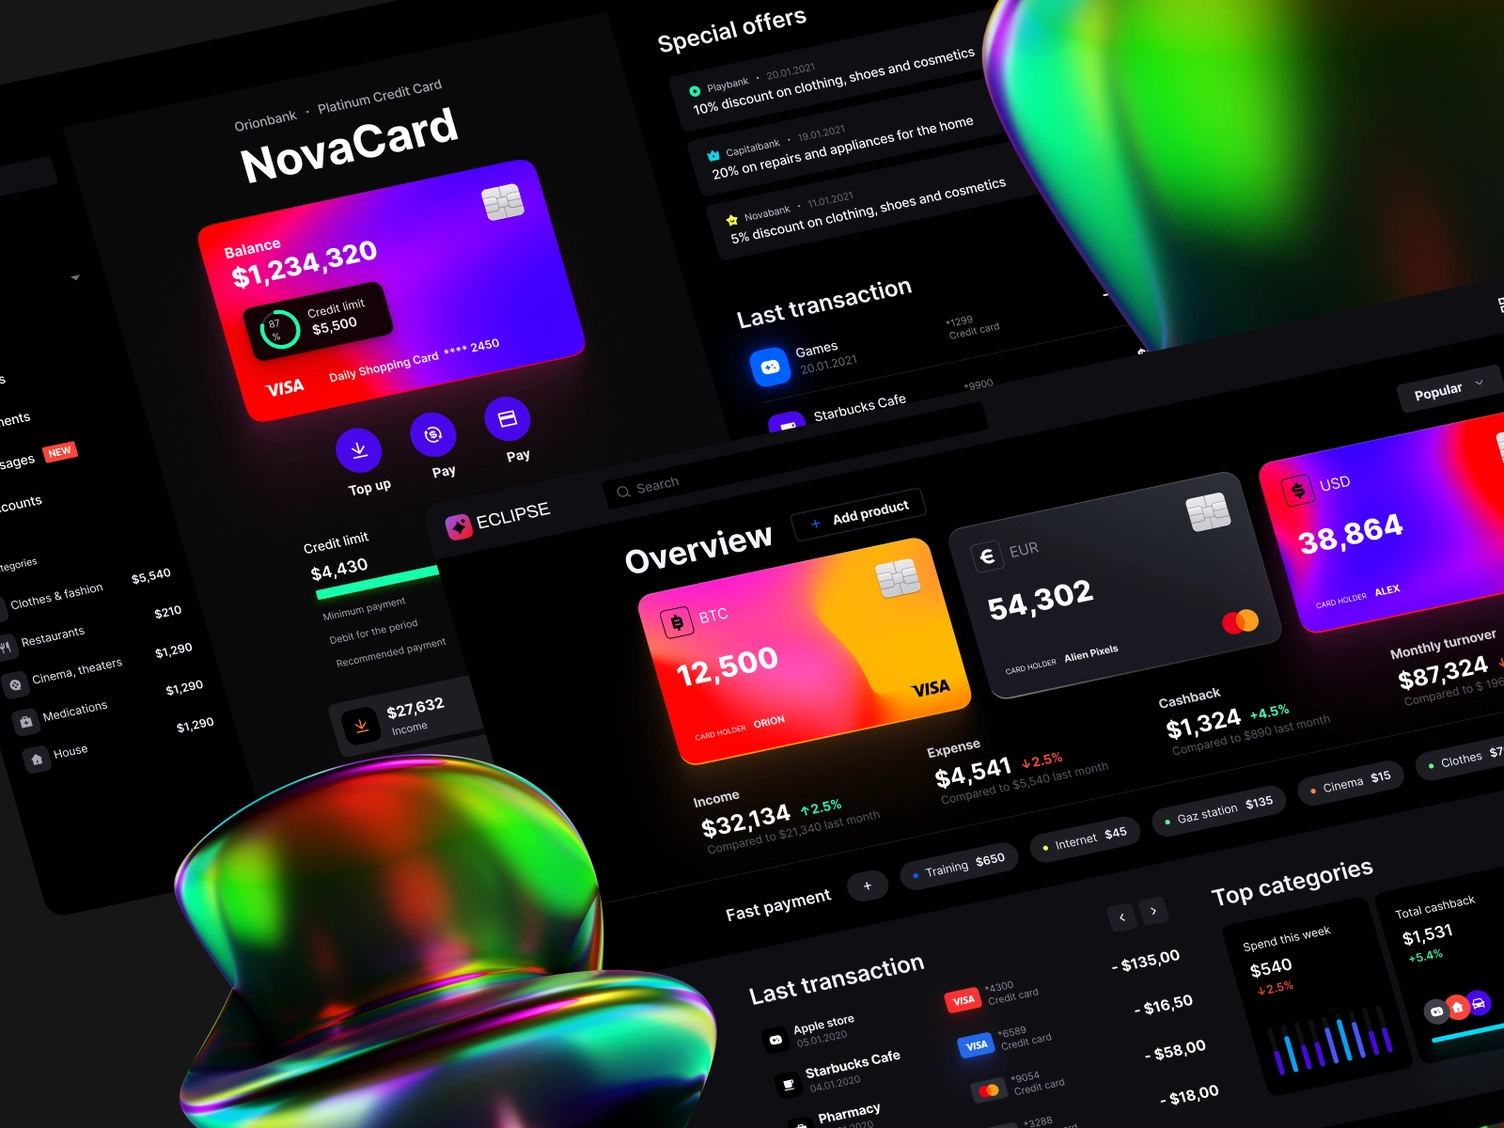 Orionbank · Platinum Credit Card
NovaCard
Balance
$1,234,320
87
%
Credit limit
$5,500
VISA
Daily Shopping Card **** 2450
Top up
Pay
Pay
Credit limit
$4,430
Minimum payment
Debit for the period
Recommended payment
$27,632
Income
NEW
Clothes & fashion
$5,540
Restaurants
$210
Cinema, theaters
$1,290
Medications
$1,290
House
$1,290
Special offers
Playbank · 20.01.2021
10% discount on clothing, shoes and cosmetics
Capitalbank · 19.01.2021
20% on repairs and appliances for the home
Novabank · 11.01.2021
5% discount on clothing, shoes and cosmetics
Last transaction
Games
20.01.2021
*1299
Credit card
Starbucks Cafe
*9900
ECLIPSE
Search
Overview
+ Add product
Popular
BTC
12,500
CARD HOLDER ORION
VISA
€ EUR
54,302
CARD HOLDER Alien Pixels
$ USD
38,864
CARD HOLDER ALEX
Income
$32,134 ↑2.5%
Compared to $21,340 last month
Expense
$4,541 ↓2.5%
Compared to $5,540 last month
Cashback
$1,324 +4.5%
Compared to $890 last month
Monthly turnover
$87,324
Compared to $ 196
Fast payment
+
Training $650
Internet $45
Gaz station $135
Cinema $15
Clothes
Last transaction
Apple store
05.01.2020
VISA
*4300
Credit card
- $135,00
Starbucks Cafe
04.01.2020
VISA
*6589
Credit card
- $16,50
Pharmacy
*9054
Credit card
- $58,00
*3288
- $18,00
Top categories
Spend this week
$540
↓2.5%
Total cashback
$1,531
+5.4%